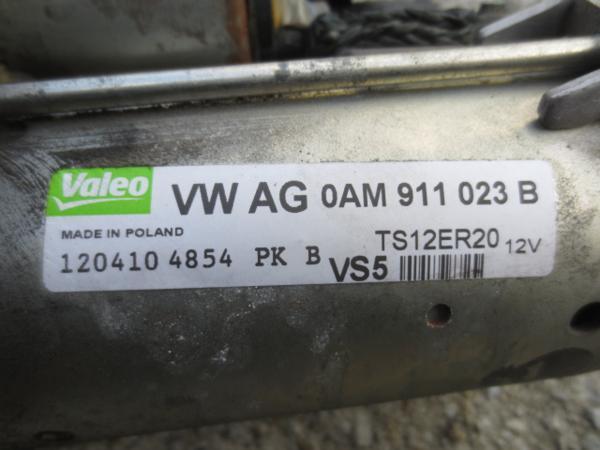 Valeo VW AG 0AM 911 023 B
MADE IN POLAND TS12ER20 12V
120410 4854 PK B VS5